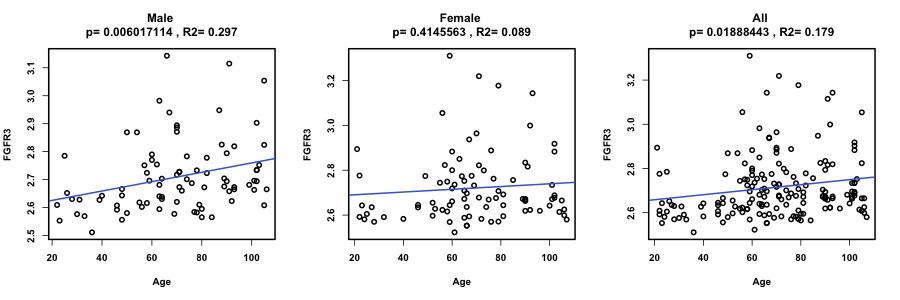 Male
p= 0.006017114 , R2= 0.297
FGFR3
3.1
3.0
2.9
2.8
2.7
2.6
2.5
20 40 60 80 100
Age
Female
p= 0.4145563 , R2= 0.089
FGFR3
3.2
3.0
2.8
2.6
20 40 60 80 100
Age
All
p= 0.01888443 , R2= 0.179
FGFR3
3.2
3.0
2.8
2.6
20 40 60 80 100
Age